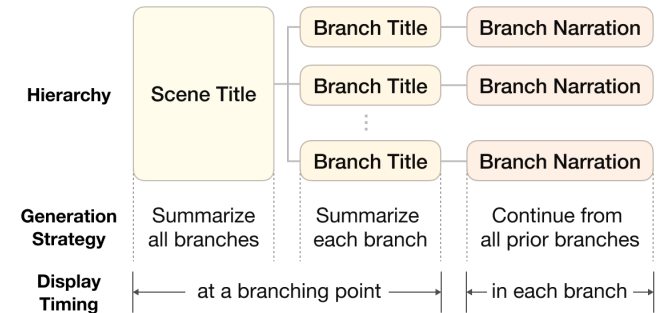 Hierarchy
Scene Title
Branch Title
Branch Narration
Branch Title
Branch Narration
Branch Title
Branch Narration
Generation
Strategy
Summarize
all branches
Summarize
each branch
Continue from
all prior branches
Display
Timing
at a branching point
in each branch